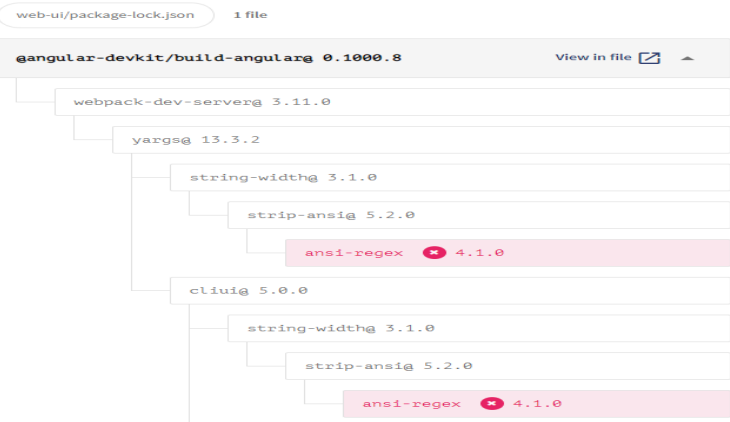 web-ui/package-lock.json 1 file
@angular-devkit/build-angular@ 0.1000.8 View in file
webpack-dev-server@ 3.11.0
yargs@ 13.3.2
string-width@ 3.1.0
strip-ansi@ 5.2.0
ansi-regex 4.1.0
cliui@ 5.0.0
string-width@ 3.1.0
strip-ansi@ 5.2.0
ansi-regex 4.1.0